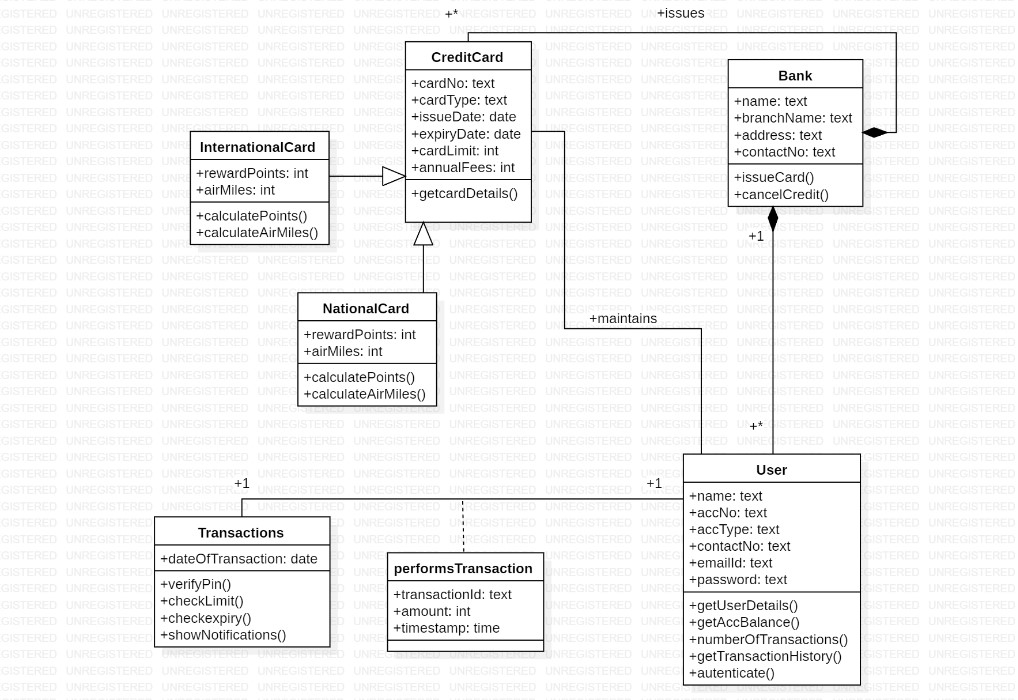 +*
+issues
CreditCard
+cardNo: text
+cardType: text
+issueDate: date
+expiryDate: date
+cardLimit: int
+annualFees: int
+getcardDetails()
Bank
+name: text
+branchName: text
+address: text
+contactNo: text
+issueCard()
+cancelCredit()
InternationalCard
+rewardPoints: int
+airMiles: int
+calculatePoints()
+calculateAirMiles()
+1
NationalCard
+rewardPoints: int
+airMiles: int
+calculatePoints()
+calculateAirMiles()
+maintains
+*
+1
+1
User
+name: text
+accNo: text
+accType: text
+contactNo: text
+emailId: text
+password: text
+getUserDetails()
+getAccBalance()
+numberOfTransactions()
+getTransactionHistory()
+autenticate()
Transactions
+dateOfTransaction: date
+verifyPin()
+checkLimit()
+checkexpiry()
+showNotifications()
performsTransaction
+transactionId: text
+amount: int
+timestamp: time
UNREGISTERED